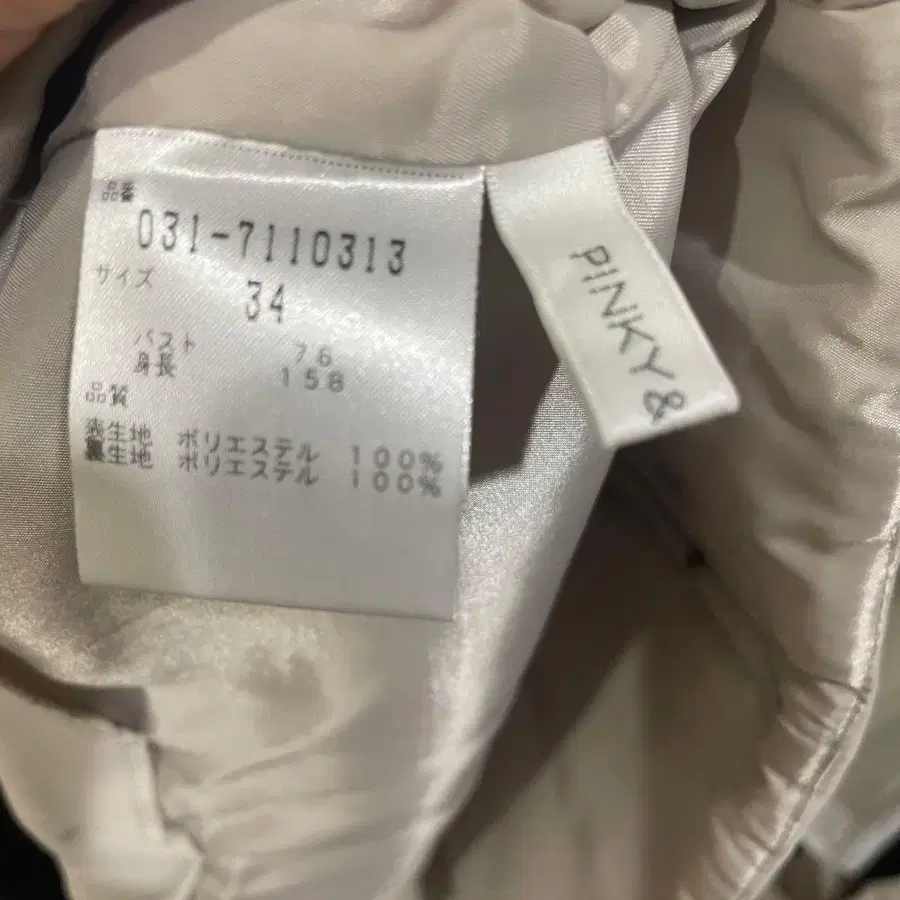 品番
031-7110313
サイズ
34
バスト 76
身長 158
品質
表生地 ポリエステル 100%
裏生地 ポリエステル 100%
PINKY &